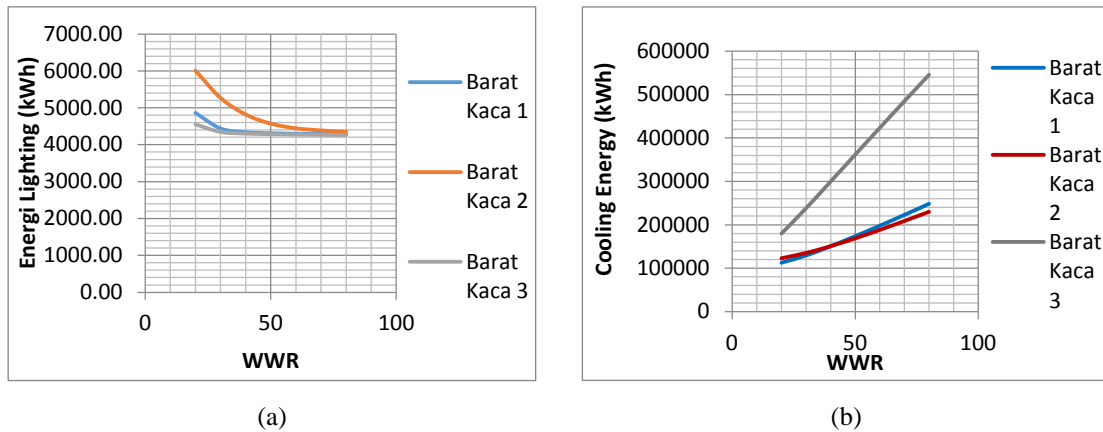 7000.00
6000.00
5000.00
4000.00
3000.00
2000.00
1000.00
0.00
Energi Lighting (kWh)
0
50
100
WWR
Barat
Kaca 1
Barat
Kaca 2
Barat
Kaca 3
(a)
600000
500000
400000
300000
200000
100000
0
Cooling Energy (kWh)
0
50
100
WWR
Barat
Kaca
1
Barat
Kaca
2
Barat
Kaca
3
(b)